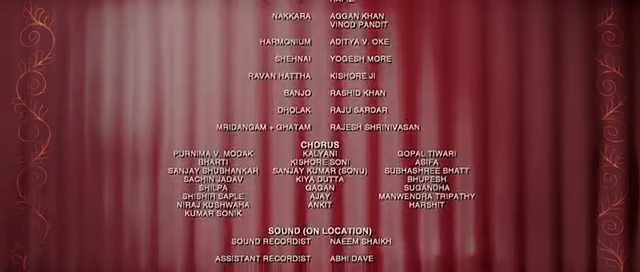 NAKKARA AGGAN KHAN
VINOD PANDIT
HARMONIUM ADITYA V. OKE
SHEHNAI YOGESH MORE
RAVAN HATTHA KISHORE JI
BANJO RASHID KHAN
DHOLAK RAJU SARDAR
MRIDANGAM + GHATAM RAJESH SHRINIVASAN
CHORUS
PURNIMA V. MODAK KALYANI GOPAL TIWARI
BHARTI KISHORE SONI ASIFA
SANJAY SHUSHANKAR SANJAY KUMAR (SONU) SUBHASHREE BHATT
SACHIN JADAV KIYA DUTTA BHUPESH
SHILPA GAGAN SUGANDHA
SHISHIR SAPLE AJAY MANWENDRA TRIPATHY
NIRAJ KUSHWAHA ANKIT HARSHIT
KUMAR SONIK
SOUND (ON LOCATION)
SOUND RECORDIST NAEEM SHAIKH
ASSISTANT RECORDIST ABHI DAVE